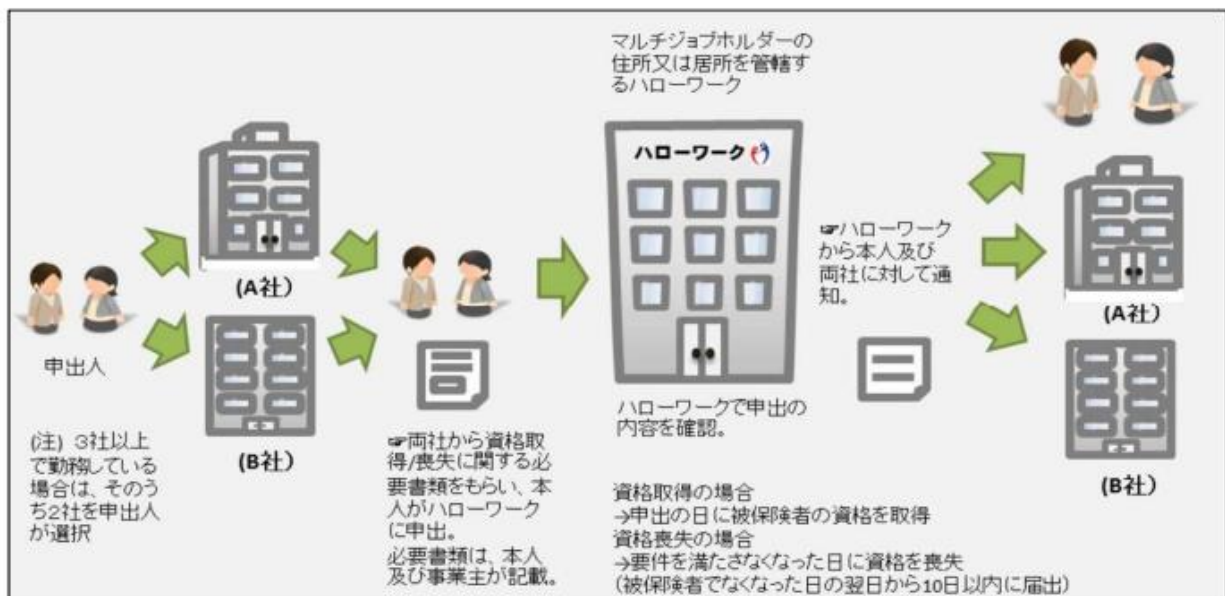 マルチジョブホルダーの
住所又は居所を管轄す
るハローワーク
ハローワーク
申出人
(A社)
(B社)
(注) 3社以上
で勤務している
場合は、そのう
ち2社を申出人
が選択
☞両社から資格取
得/喪失に関する必
要書類をもらい、本
人がハローワーク
に申出。
必要書類は、本人
及び事業主が記載。
ハローワークで申出の
内容を確認。
資格取得の場合
→申出の日に被保険者の資格を取得
資格喪失の場合
→要件を満たさなくなった日に資格を喪失
(被保険者でなくなった日の翌日から10日以内に届出)
☞ハローワーク
から本人及び
両社に対して通
知。
(A社)
(B社)